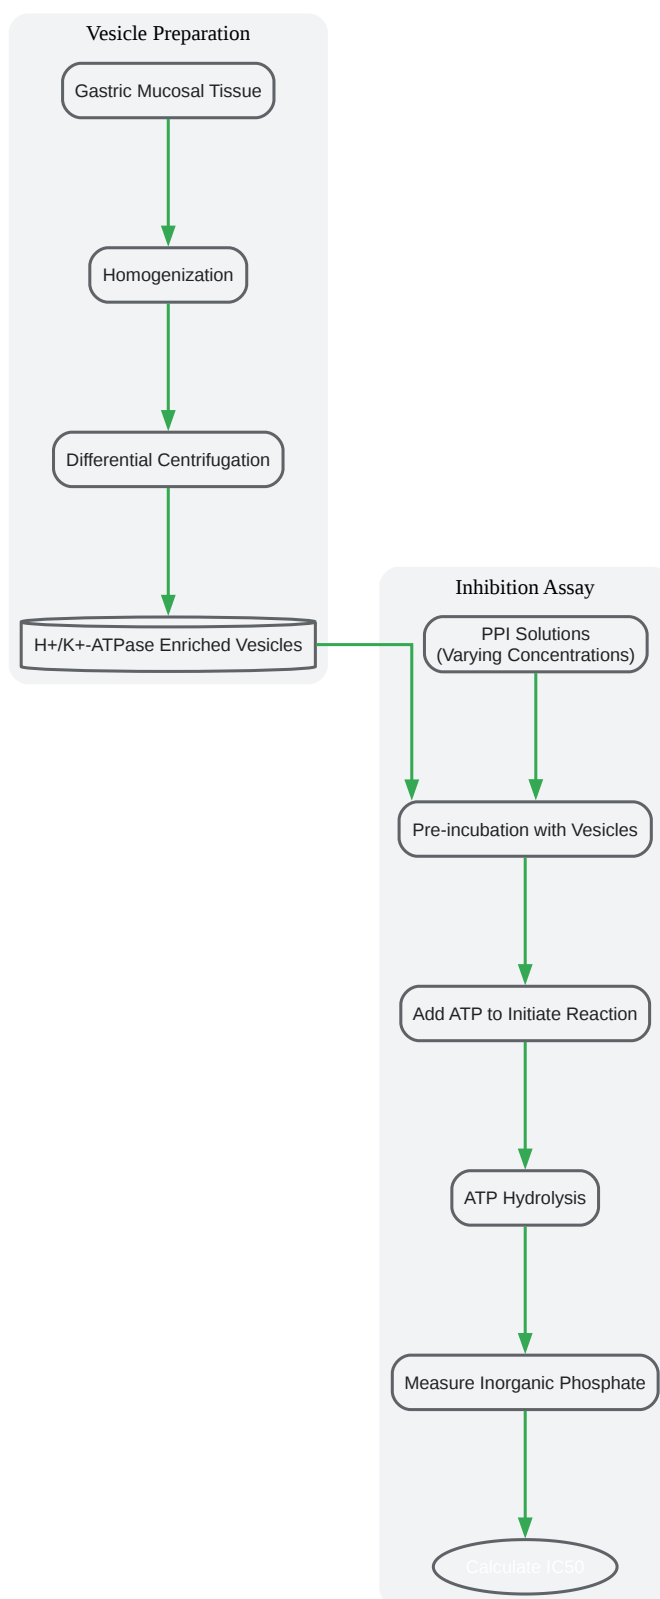 Vesicle Preparation
Gastric Mucosal Tissue
Homogenization
Differential Centrifugation
H+/K+-ATPase Enriched Vesicles
Inhibition Assay
PPI Solutions
(Varying Concentrations)
Pre-incubation with Vesicles
Add ATP to Initiate Reaction
ATP Hydrolysis
Measure Inorganic Phosphate
Calculate IC50